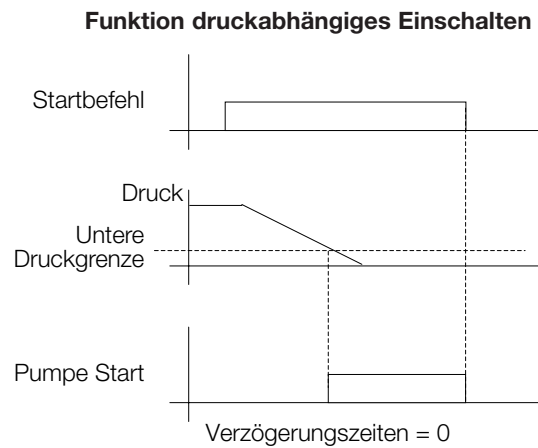 Funktion druckabhängiges Einschalten
Startbefehl
Druck
Untere
Druckgrenze
Pumpe Start
Verzögerungszeiten = 0